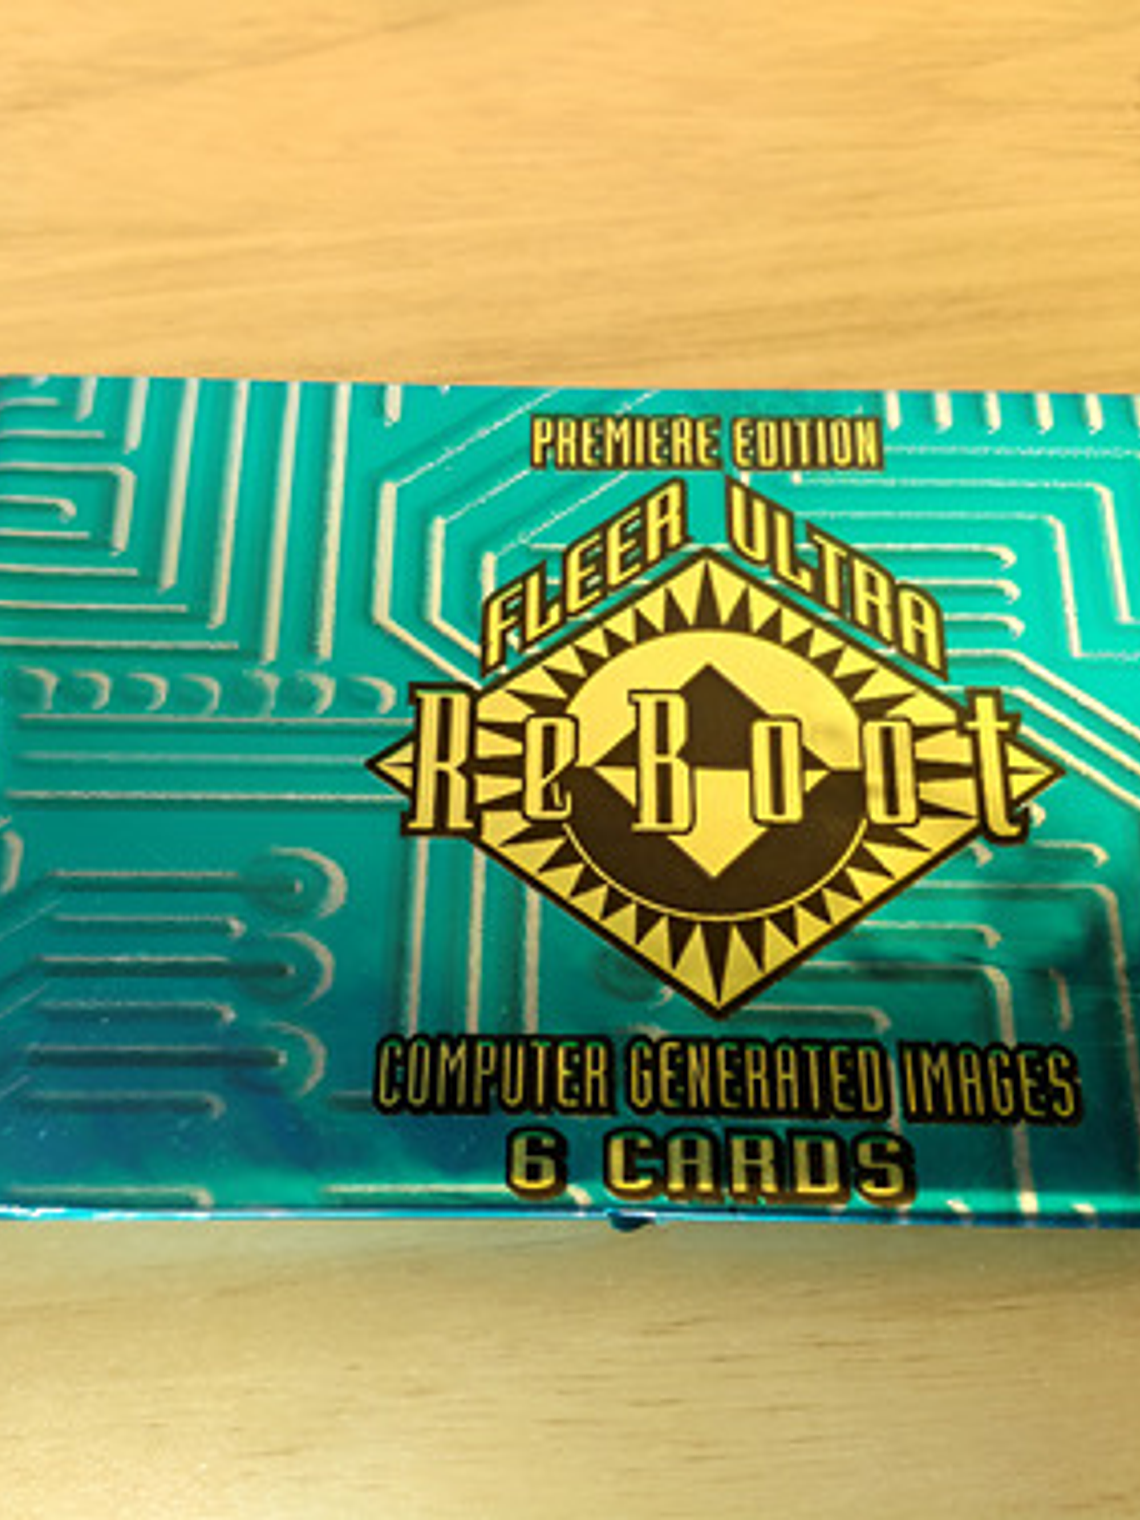 PREMIERE EDITION
FLEER ULTRA
ReBoot
COMPUTER GENERATED IMAGES
6 CARDS